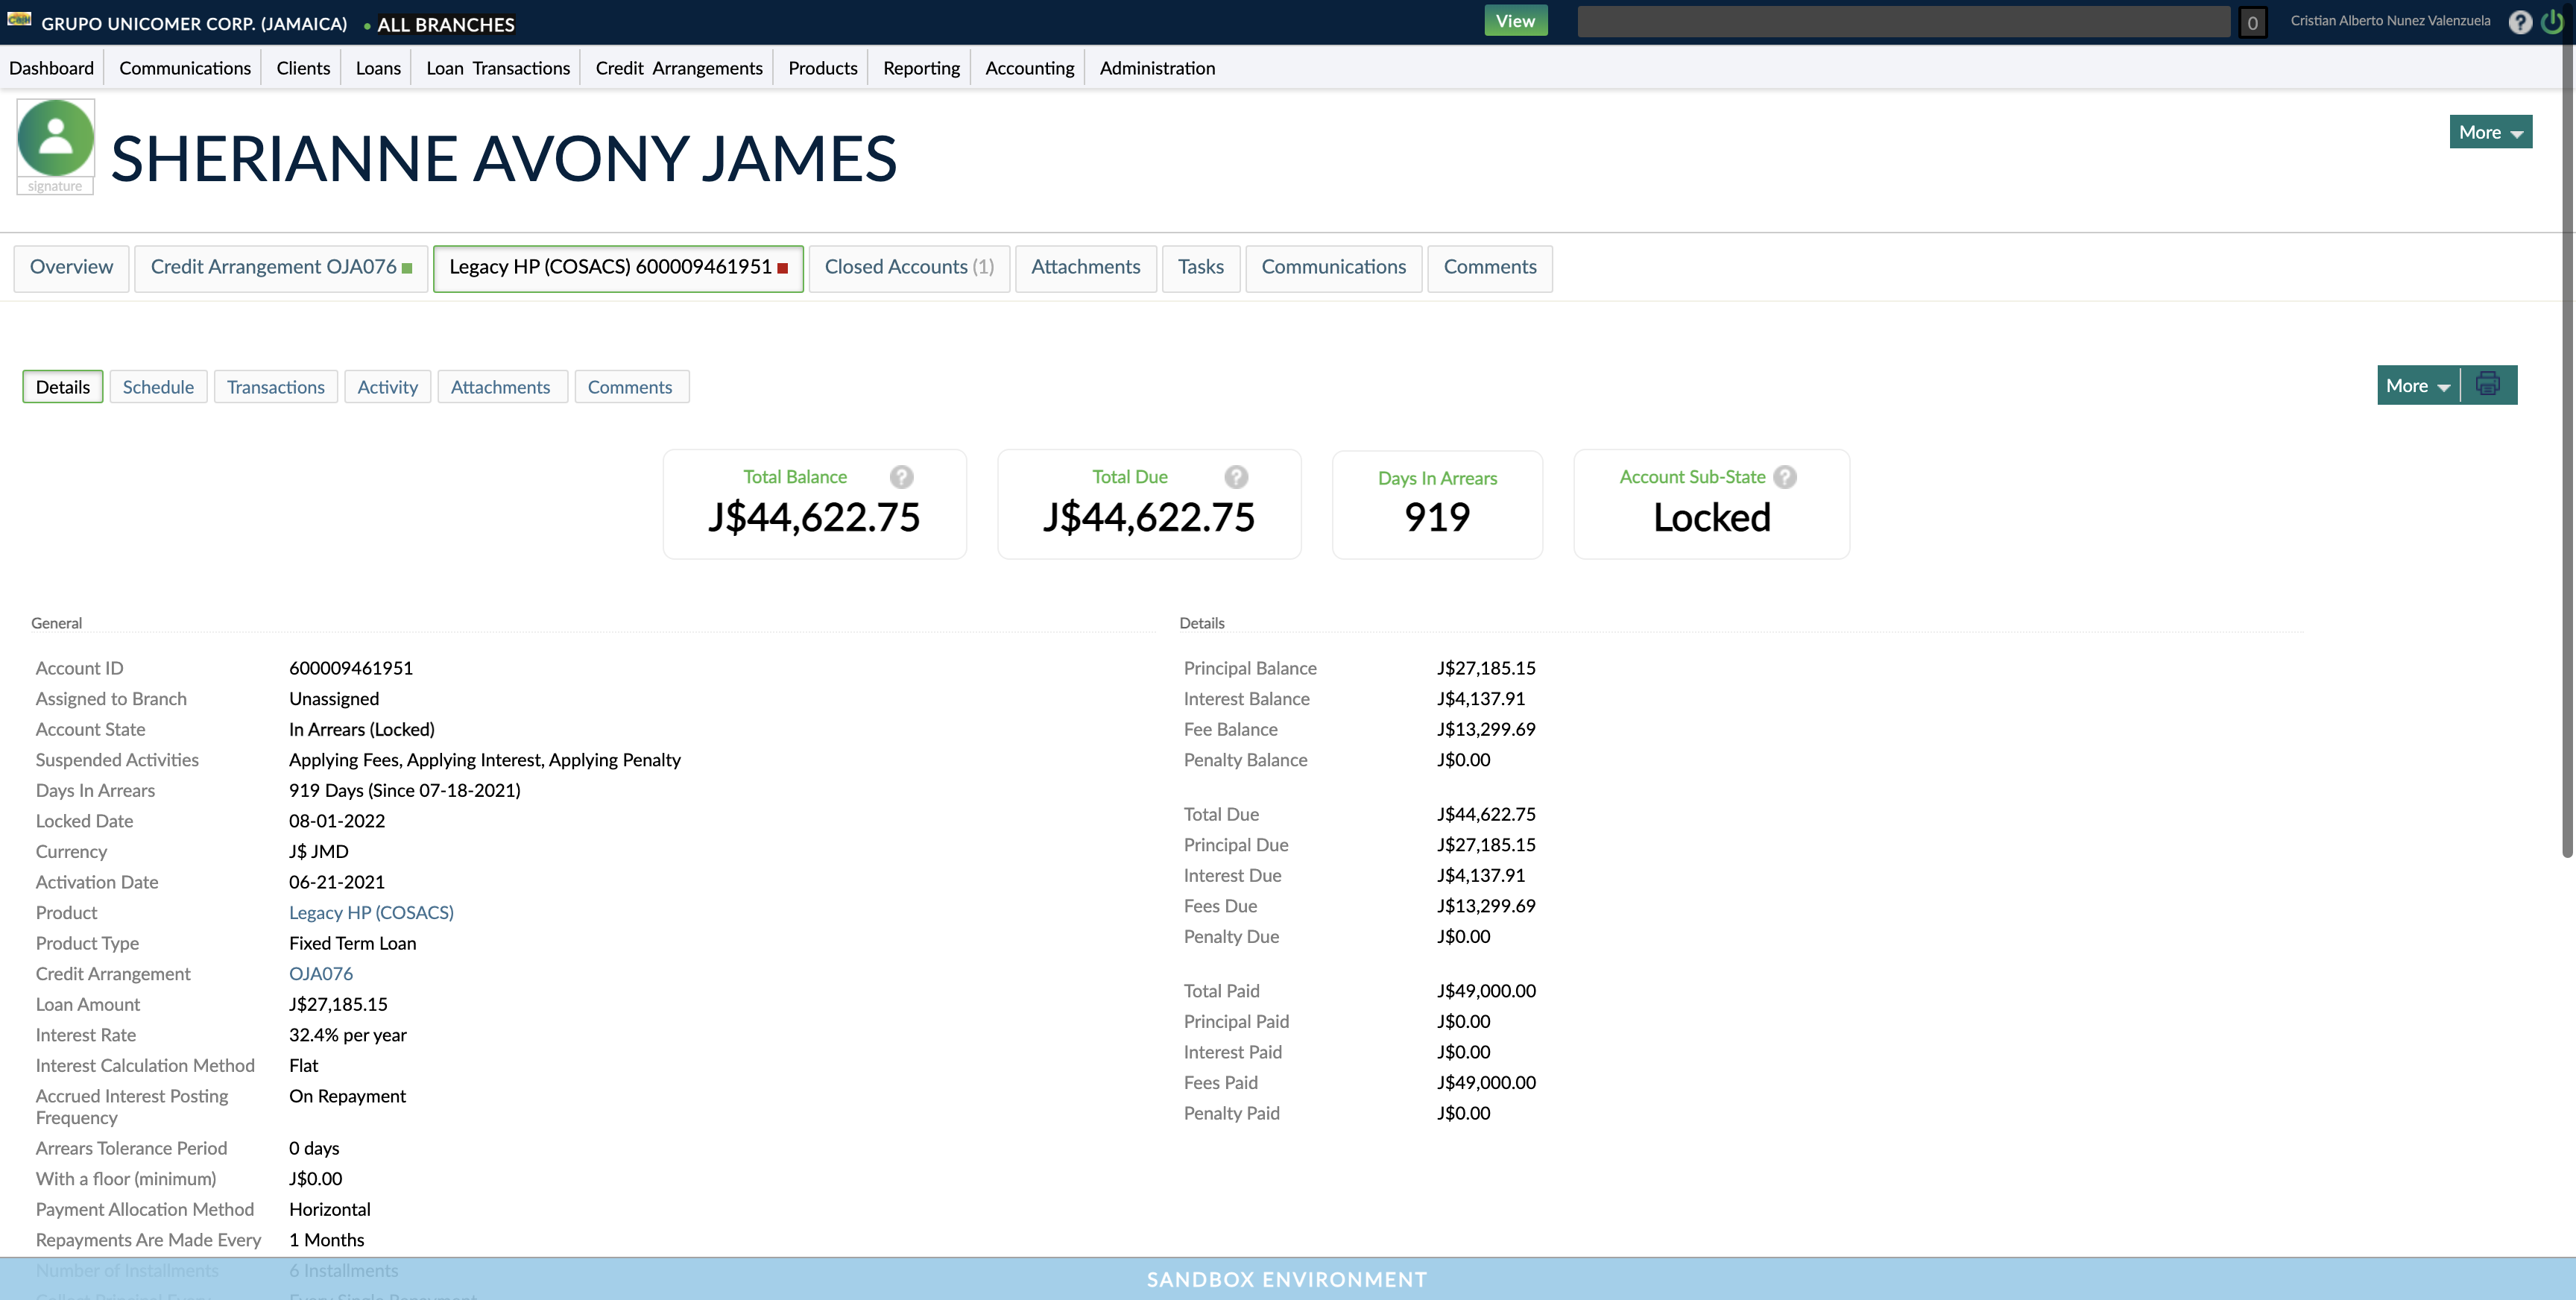 GRUPO UNICOMER CORP. (JAMAICA) • ALL BRANCHES View 0 Cristian Alberto Nunez Valenzuela ?
Dashboard Communications Clients Loans Loan Transactions Credit Arrangements Products Reporting Accounting Administration
signature
SHERIANNE AVONY JAMES
More
Overview Credit Arrangement OJA076 Legacy HP (COSACS) 600009461951 Closed Accounts (1) Attachments Tasks Communications Comments
Details Schedule Transactions Activity Attachments Comments More
Total Balance ? Total Due ? Days In Arrears Account Sub-State ?
J$44,622.75 J$44,622.75 919 Locked
General
Account ID 600009461951
Assigned to Branch Unassigned
Account State In Arrears (Locked)
Suspended Activities Applying Fees, Applying Interest, Applying Penalty
Days In Arrears 919 Days (Since 07-18-2021)
Locked Date 08-01-2022
Currency J$ JMD
Activation Date 06-21-2021
Product Legacy HP (COSACS)
Product Type Fixed Term Loan
Credit Arrangement OJA076
Loan Amount J$27,185.15
Interest Rate 32.4% per year
Interest Calculation Method Flat
Accrued Interest Posting On Repayment
Frequency
Arrears Tolerance Period 0 days
With a floor (minimum) J$0.00
Payment Allocation Method Horizontal
Repayments Are Made Every 1 Months
Number of Installments 6 Installments
Details
Principal Balance J$27,185.15
Interest Balance J$4,137.91
Fee Balance J$13,299.69
Penalty Balance J$0.00
Total Due J$44,622.75
Principal Due J$27,185.15
Interest Due J$4,137.91
Fees Due J$13,299.69
Penalty Due J$0.00
Total Paid J$49,000.00
Principal Paid J$0.00
Interest Paid J$0.00
Fees Paid J$49,000.00
Penalty Paid J$0.00
SANDBOX ENVIRONMENT